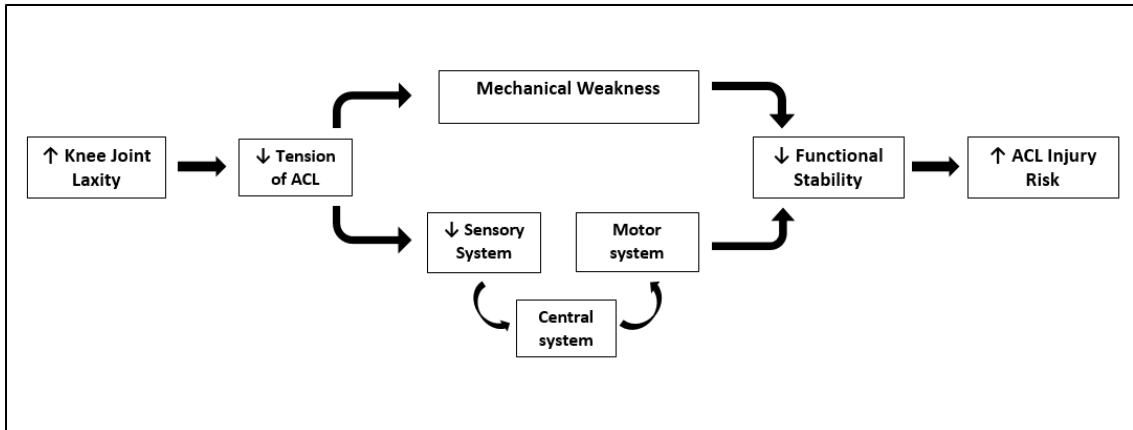 Mechanical Weakness
↑ Knee Joint
Laxity
↓ Tension
of ACL
↓ Functional
Stability
↑ ACL Injury
Risk
↓ Sensory
System
Motor
system
Central
system